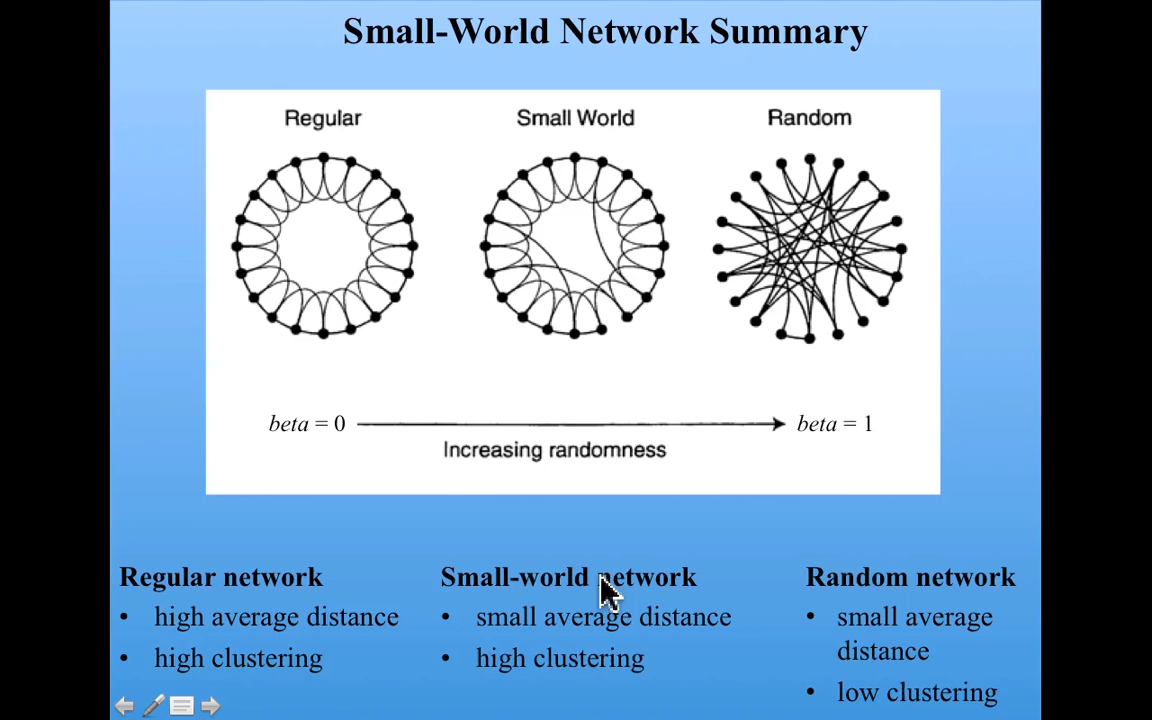 Small-World Network Summary
Regular
Small World
Random
beta = 0
beta = 1
Increasing randomness
Regular network
• high average distance
• high clustering
Small-world network
• small average distance
• high clustering
Random network
• small average
distance
• low clustering